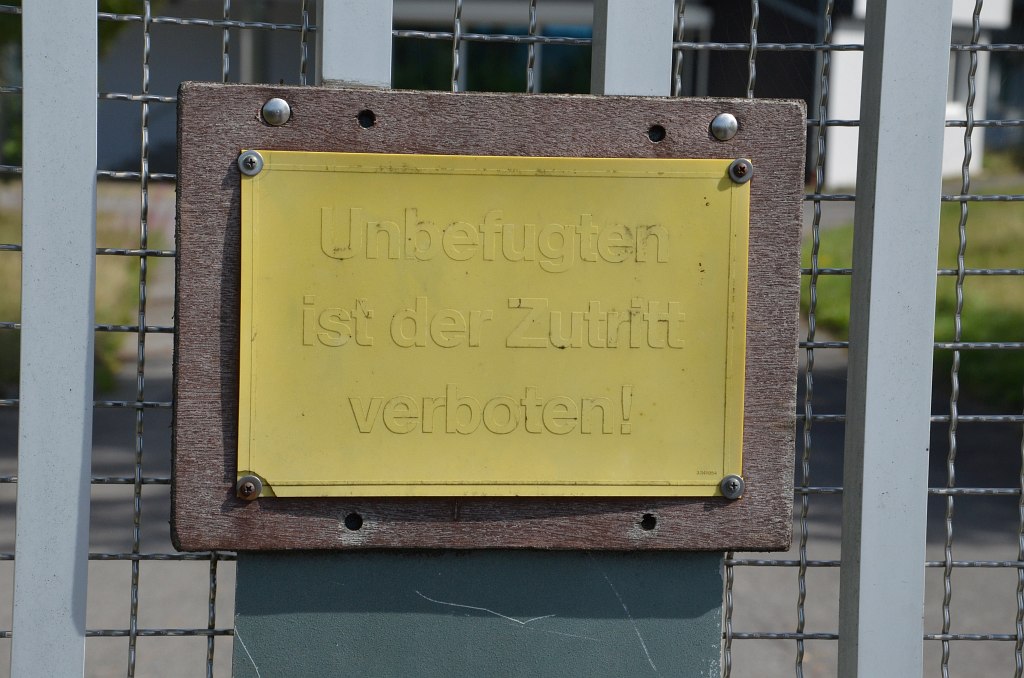 Unbefugten
ist der Zutritt
verboten!